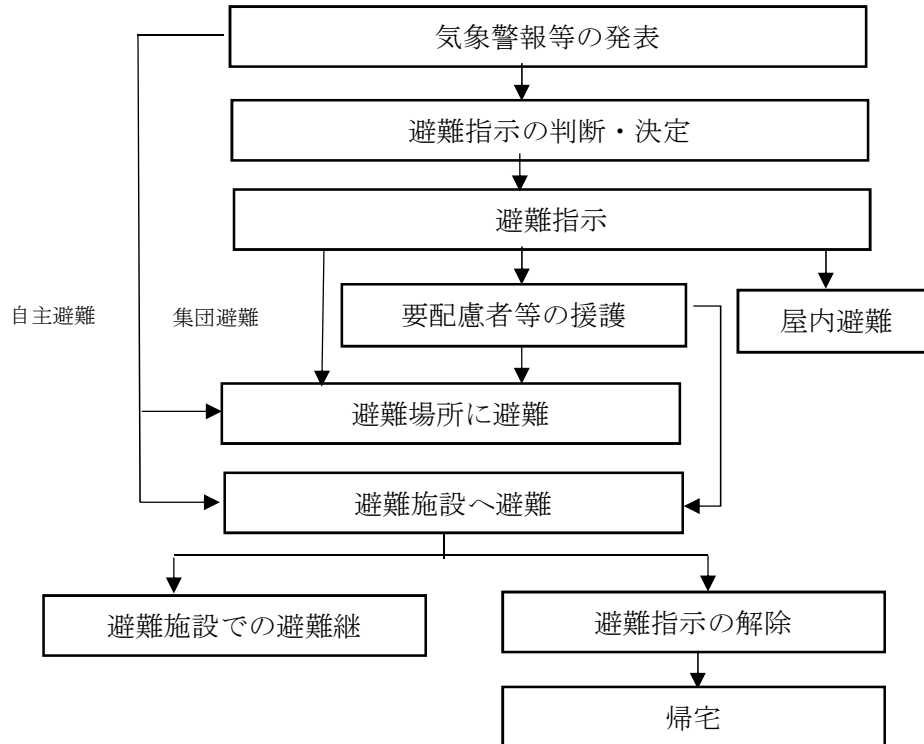 気象警報等の発表
避難指示の判断・決定
避難指示
自主避難
集団避難
要配慮者等の援護
屋内避難
避難場所に避難
避難施設へ避難
避難施設での避難継
避難指示の解除
帰宅